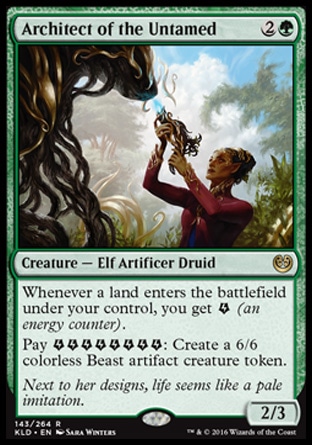 Architect of the Untamed 2
Creature — Elf Artificer Druid
Whenever a land enters the battlefield
under your control, you get (an
energy counter).
Pay : Create a 6/6
colorless Beast artifact creature token.
Next to her designs, life seems like a pale
imitation.
2/3
143/264 R
KLD • EN Sara Winters
™ & © 2016 Wizards of the Coast